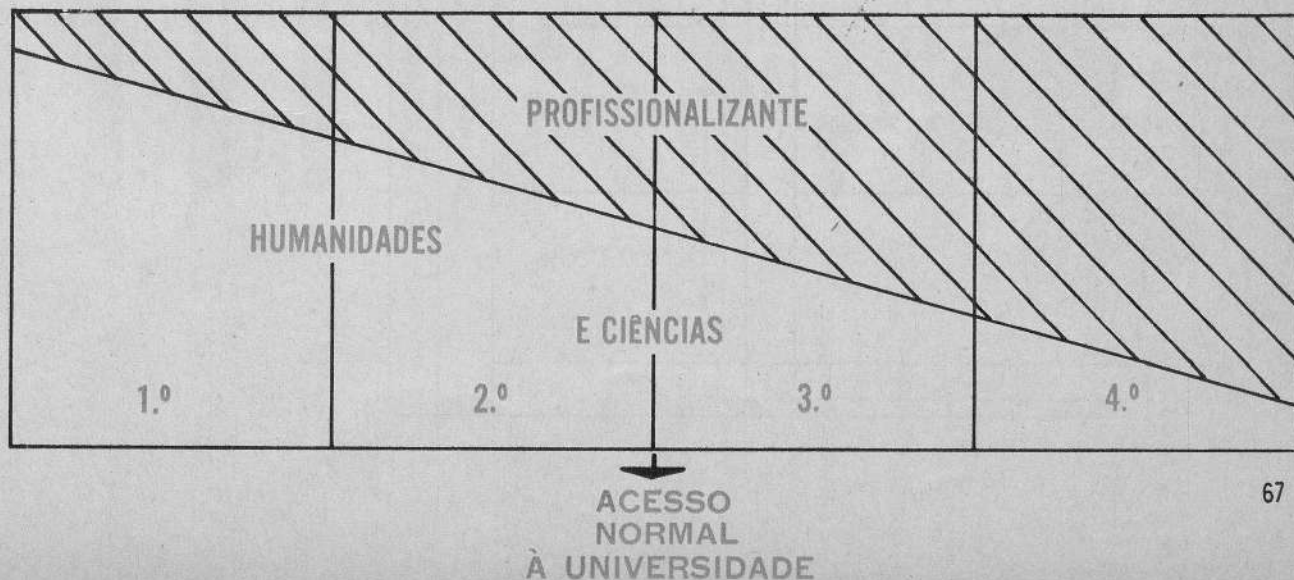 PROFISSIONALIZANTE
HUMANIDADES
E CIÊNCIAS
1.º
2.º
3.º
4.º
ACESSO
NORMAL
À UNIVERSIDADE
67